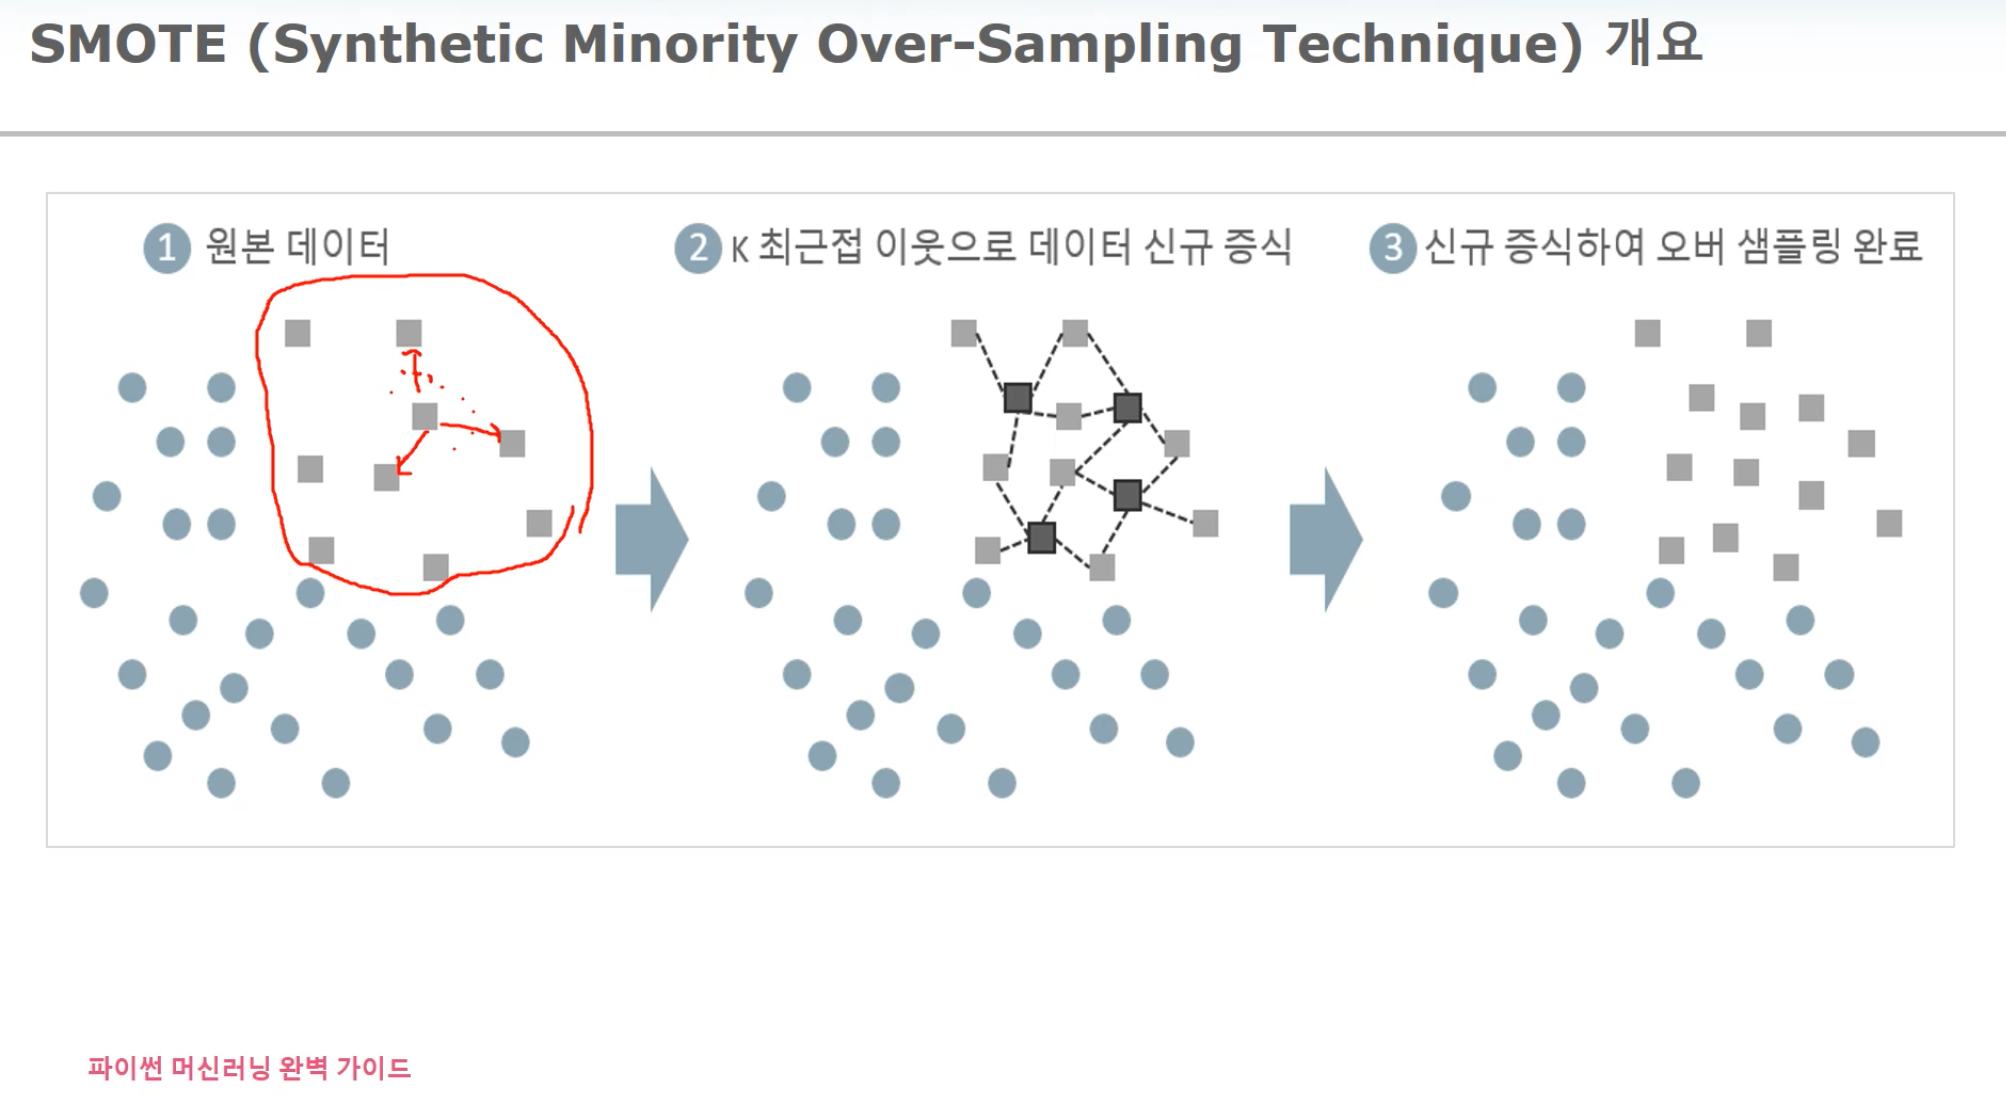 SMOTE (Synthetic Minority Over-Sampling Technique) 개요
1 원본 데이터
2 K 최근접 이웃으로 데이터 신규 증식
3 신규 증식하여 오버 샘플링 완료
파이썬 머신러닝 완벽 가이드